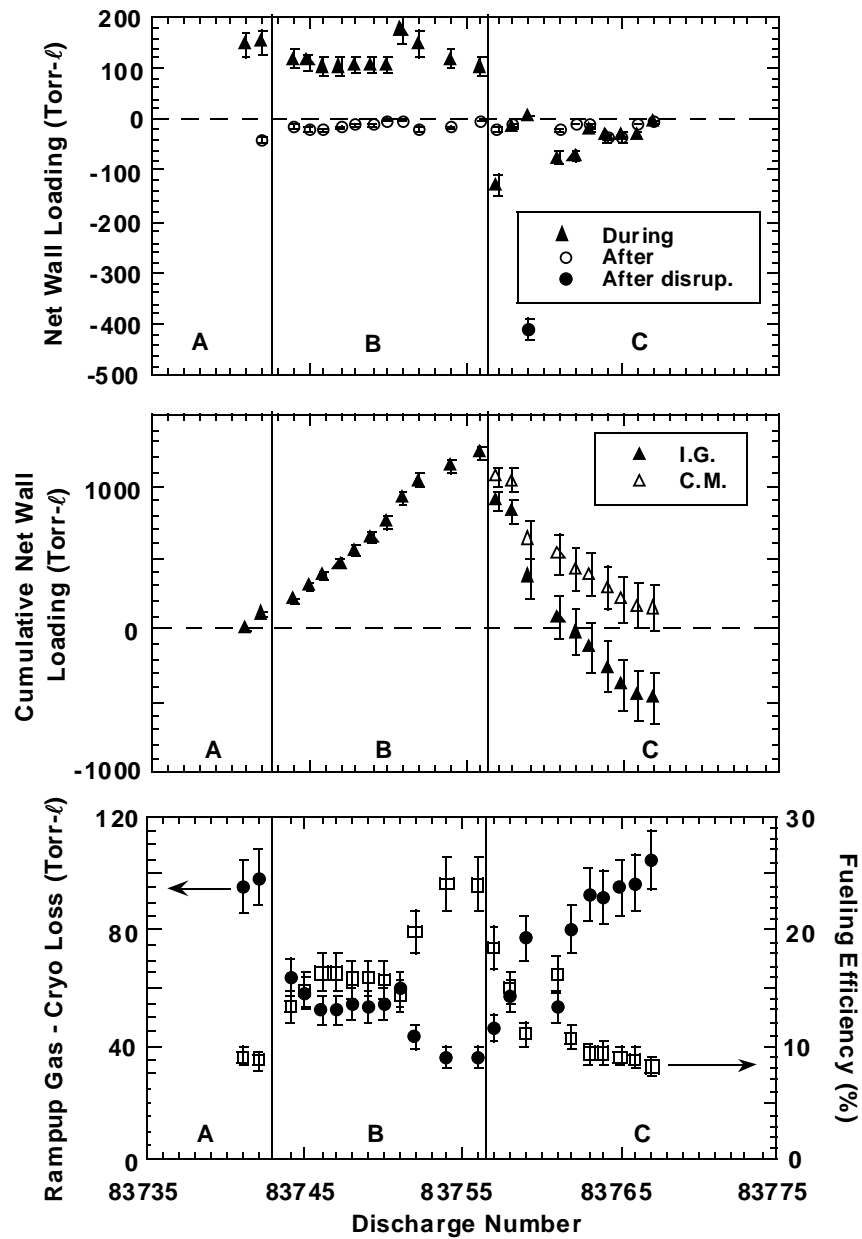 Net Wall Loading (Torr-ℓ)
200
100
0
-100
-200
-300
-400
-500
During
After
After disrup.
A
B
C
Cumulative Net Wall
Loading (Torr-ℓ)
1000
0
-1000
I.G.
C.M.
A
B
C
Rampup Gas - Cryo Loss (Torr-ℓ)
120
80
40
0
30
20
10
0
Fueling Efficiency (%)
A
B
C
83735
83745
83755
83765
83775
Discharge Number